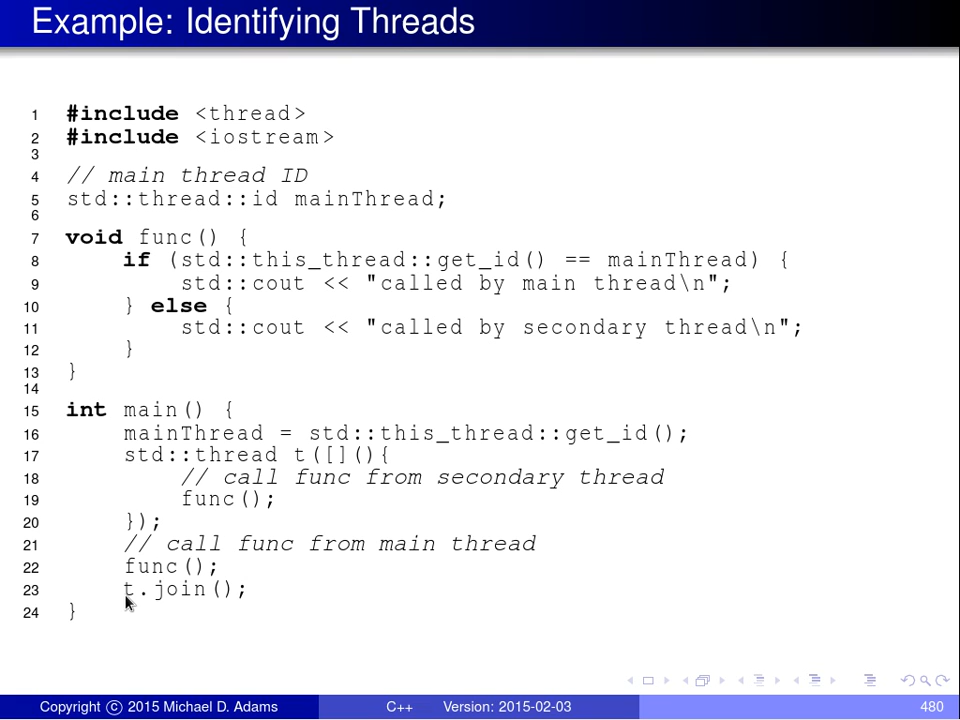 Example: Identifying Threads
1 #include <thread>
2 #include <iostream>
3
4 // main thread ID
5 std::thread::id mainThread;
6
7 void func() {
8 if (std::this_thread::get_id() == mainThread) {
9 std::cout << "called by main thread\n";
10 } else {
11 std::cout << "called by secondary thread\n";
12 }
13 }
14
15 int main() {
16 mainThread = std::this_thread::get_id();
17 std::thread t([](){
18 // call func from secondary thread
19 func();
20 });
21 // call func from main thread
22 func();
23 t.join();
24 }
Copyright © 2015 Michael D. Adams C++ Version: 2015-02-03 480